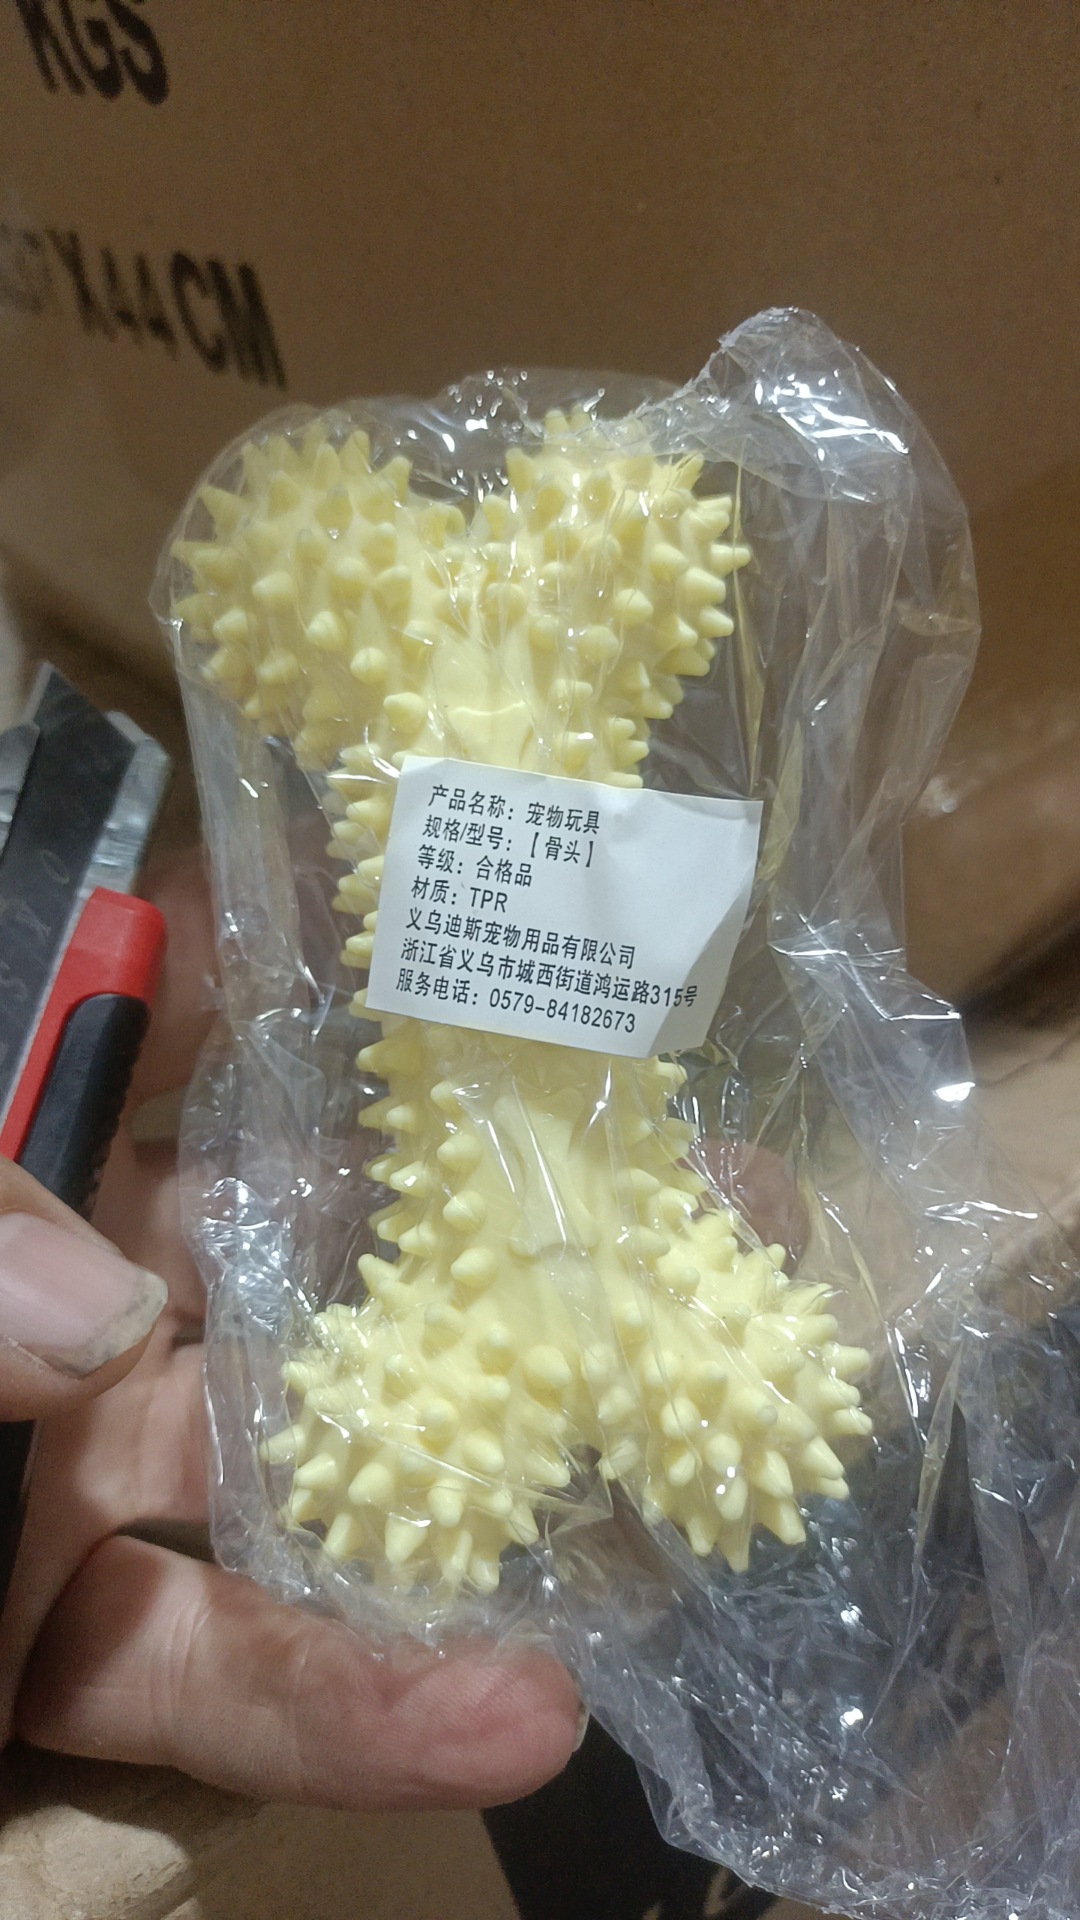 KGS
X44CM
产品名称：宠物玩具
规格/型号：【骨头】
等级：合格品
材质：TPR
义乌迪斯宠物用品有限公司
浙江省义乌市城西街道鸿运路315号
服务电话：0579-84182673